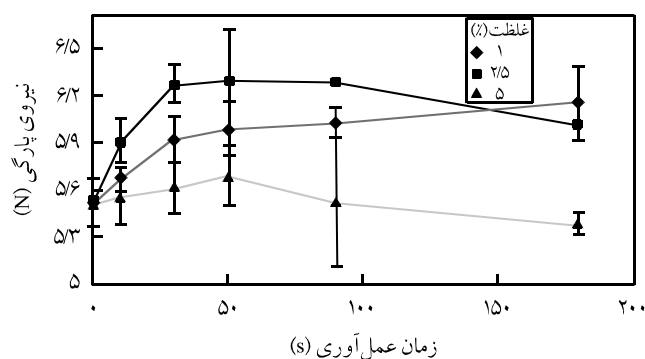 غلظت(٪)
۱
۲/۵
۵
نیروی پارگی (N)
۶/۵
۶/۲
۵/۹
۵/۶
۵/۳
۵
۰ ۵۰ ۱۰۰ ۱۵۰ ۲۰۰
زمان عمل‌آوری (s)